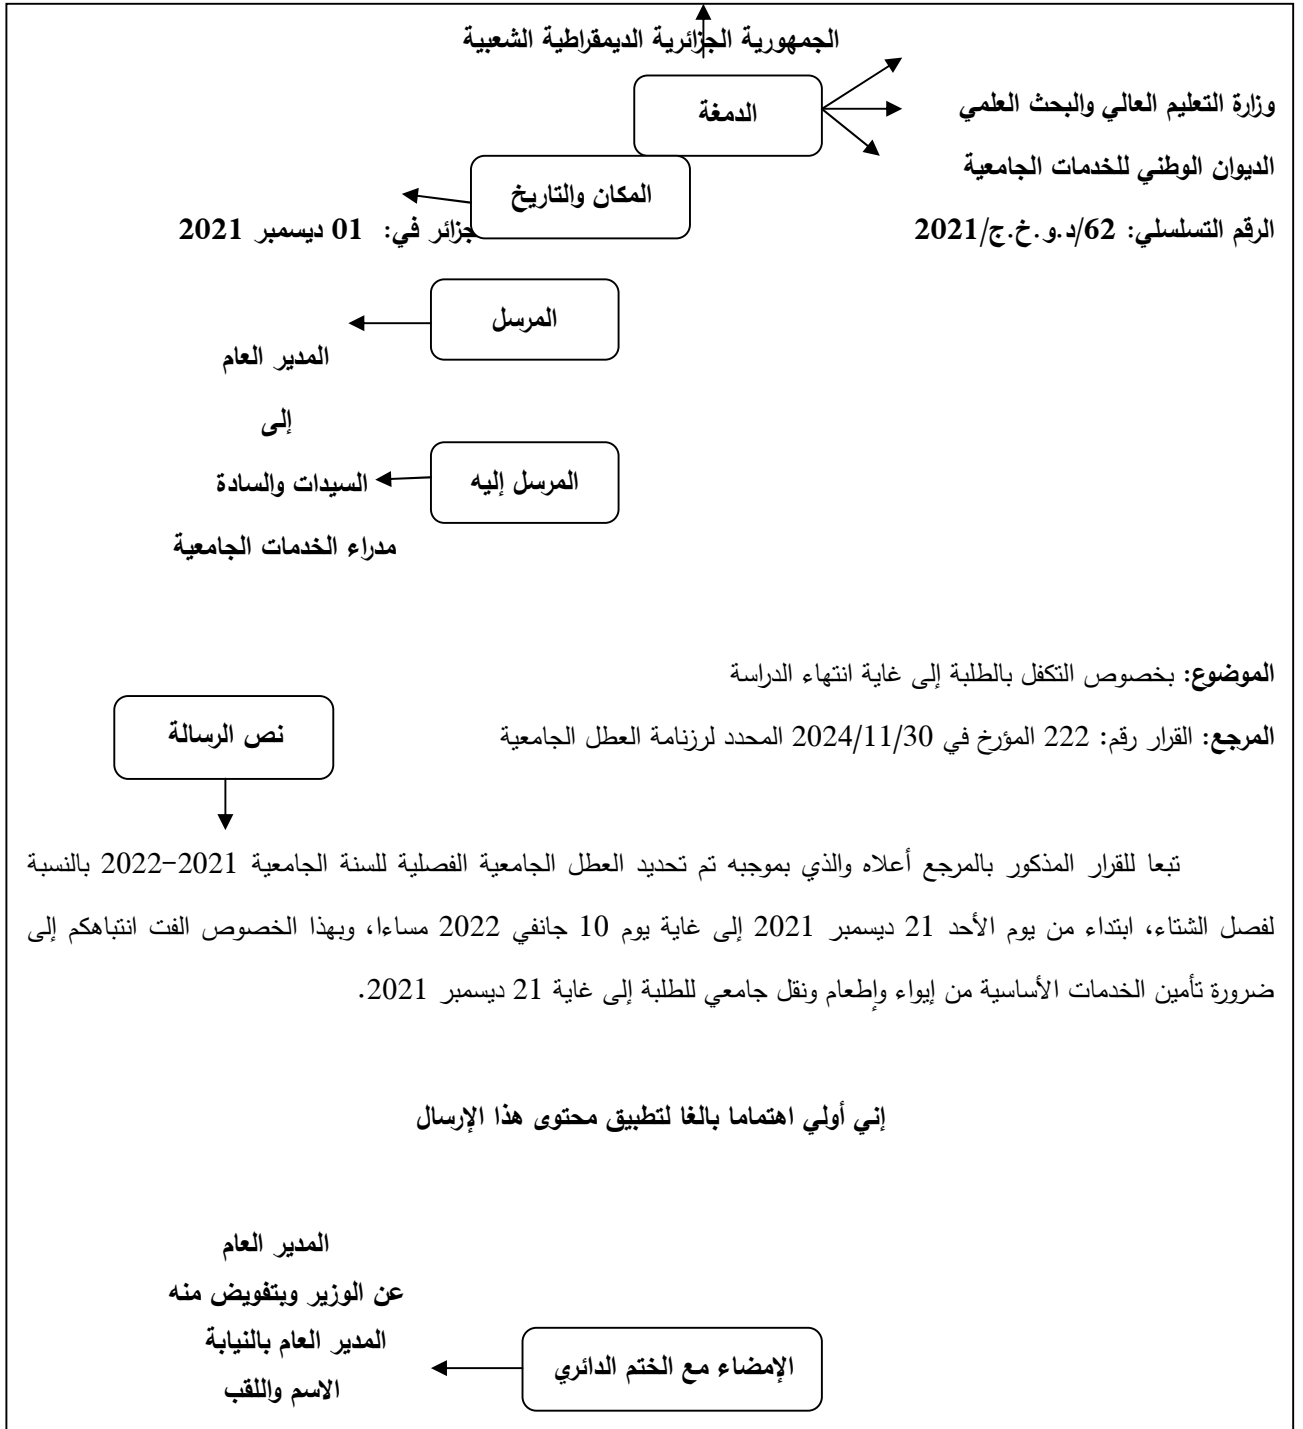 الجمهورية الجزائرية الديمقراطية الشعبية
الدمغة
وزارة التعليم العالي والبحث العلمي
الديوان الوطني للخدمات الجامعية
المكان والتاريخ
الرقم التسلسلي: 62/د.و.خ.ج/2021
جزائر في: 01 ديسمبر 2021
المرسل
المدير العام
إلى
المرسل إليه
السيدات والسادة
مدراء الخدمات الجامعية
الموضوع: بخصوص التكفل بالطلبة إلى غاية انتهاء الدراسة
المرجع: القرار رقم: 222 المؤرخ في 2024/11/30 المحدد لرزنامة العطل الجامعية
نص الرسالة
تبعا للقرار المذكور بالمرجع أعلاه والذي بموجبه تم تحديد العطل الجامعية الفصلية للسنة الجامعية 2021-2022 بالنسبة
لفصل الشتاء، ابتداء من يوم الأحد 21 ديسمبر 2021 إلى غاية يوم 10 جانفي 2022 مساءا، وبهذا الخصوص الفت انتباهكم إلى
ضرورة تأمين الخدمات الأساسية من إيواء وإطعام ونقل جامعي للطلبة إلى غاية 21 ديسمبر 2021.
إني أولي اهتماما بالغا لتطبيق محتوى هذا الإرسال
المدير العام
عن الوزير وبتفويض منه
المدير العام بالنيابة
الاسم واللقب
الإمضاء مع الختم الدائري